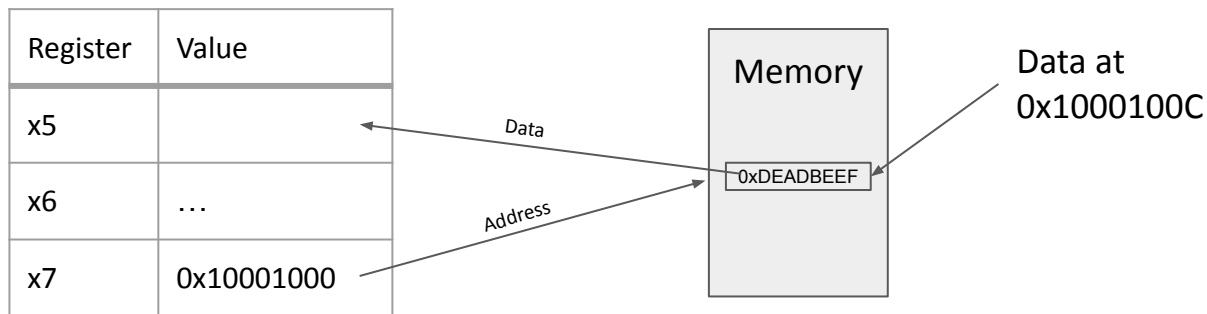 Register Value
x5
x6 …
x7 0x10001000
Data
Address
Memory
0xDEADBEEF
Data at
0x1000100C